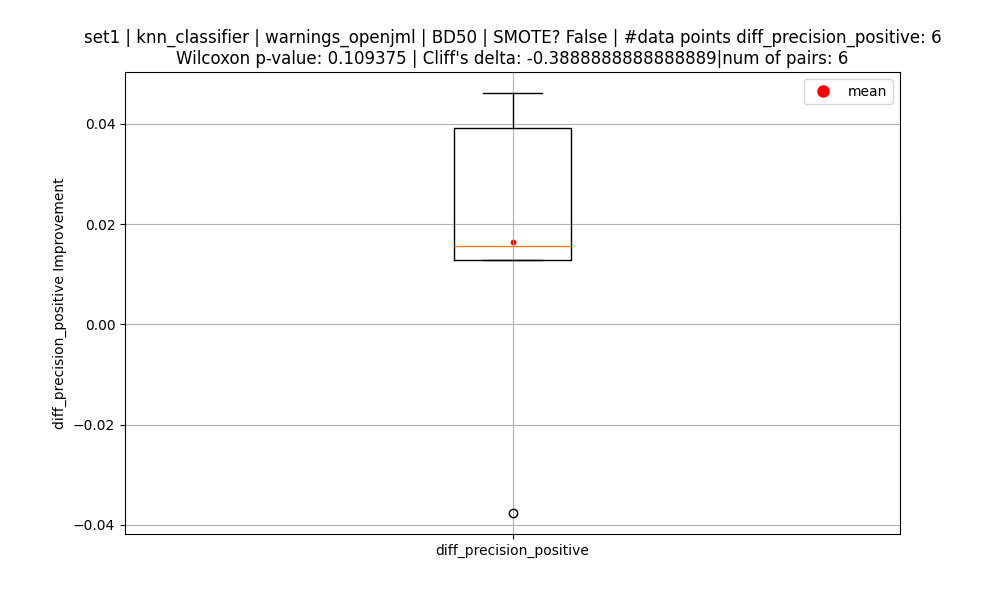 set1 | knn_classifier | warnings_openjml | BD50 | SMOTE? False | #data points diff_precision_positive: 6
Wilcoxon p-value: 0.109375 | Cliff's delta: -0.3888888888888889|num of pairs: 6
mean
0.04
0.02
0.00
−0.02
−0.04
diff_precision_positive Improvement
diff_precision_positive